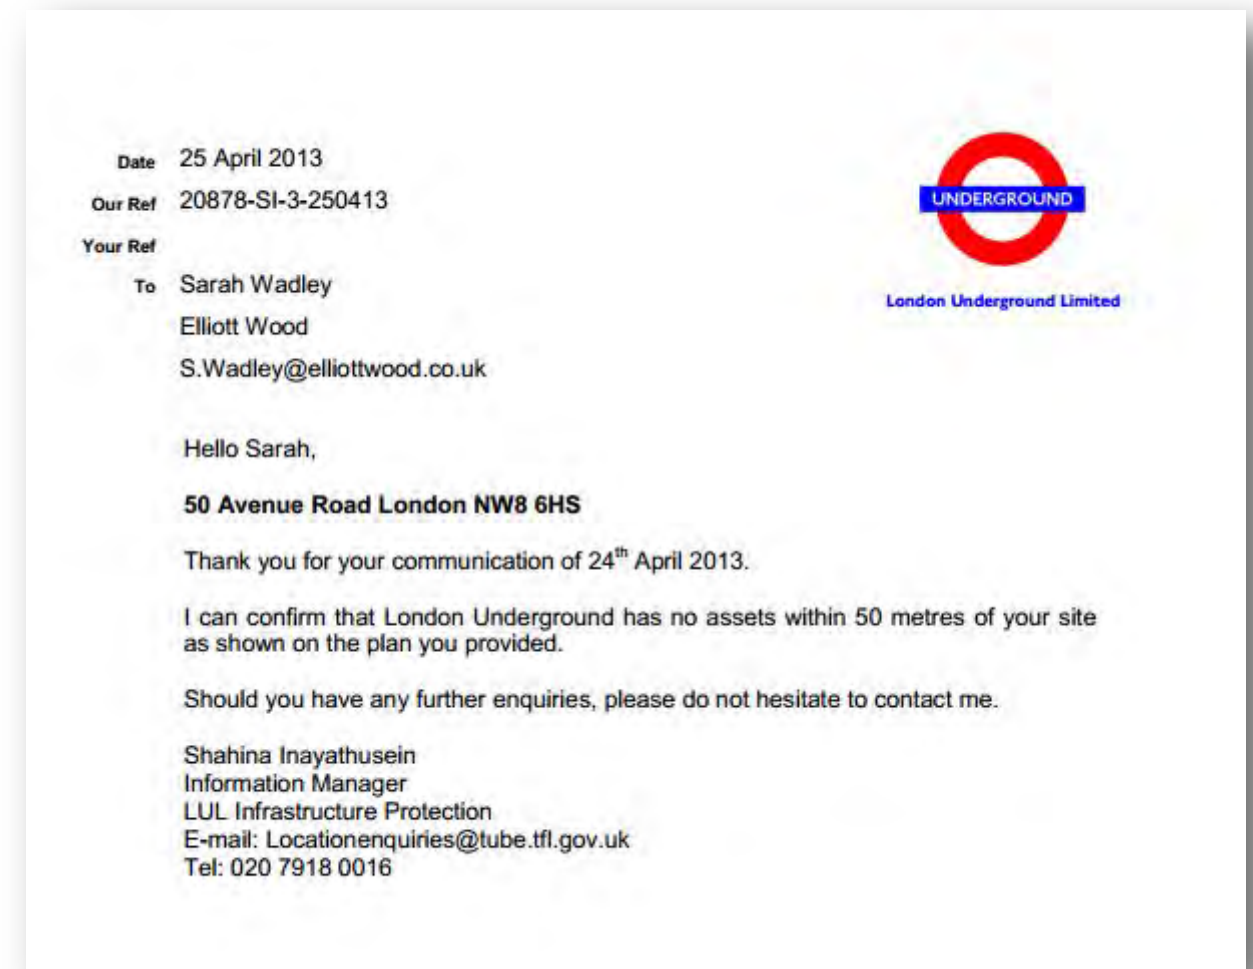 Date 25 April 2013
Our Ref 20878-SI-3-250413
Your Ref
To Sarah Wadley
Elliott Wood
S.Wadley@elliottwood.co.uk
UNDERGROUND
London Underground Limited
Hello Sarah,
50 Avenue Road London NW8 6HS
Thank you for your communication of 24th April 2013.
I can confirm that London Underground has no assets within 50 metres of your site
as shown on the plan you provided.
Should you have any further enquiries, please do not hesitate to contact me.
Shahina Inayathusein
Information Manager
LUL Infrastructure Protection
E-mail: Locationenquiries@tube.tfl.gov.uk
Tel: 020 7918 0016